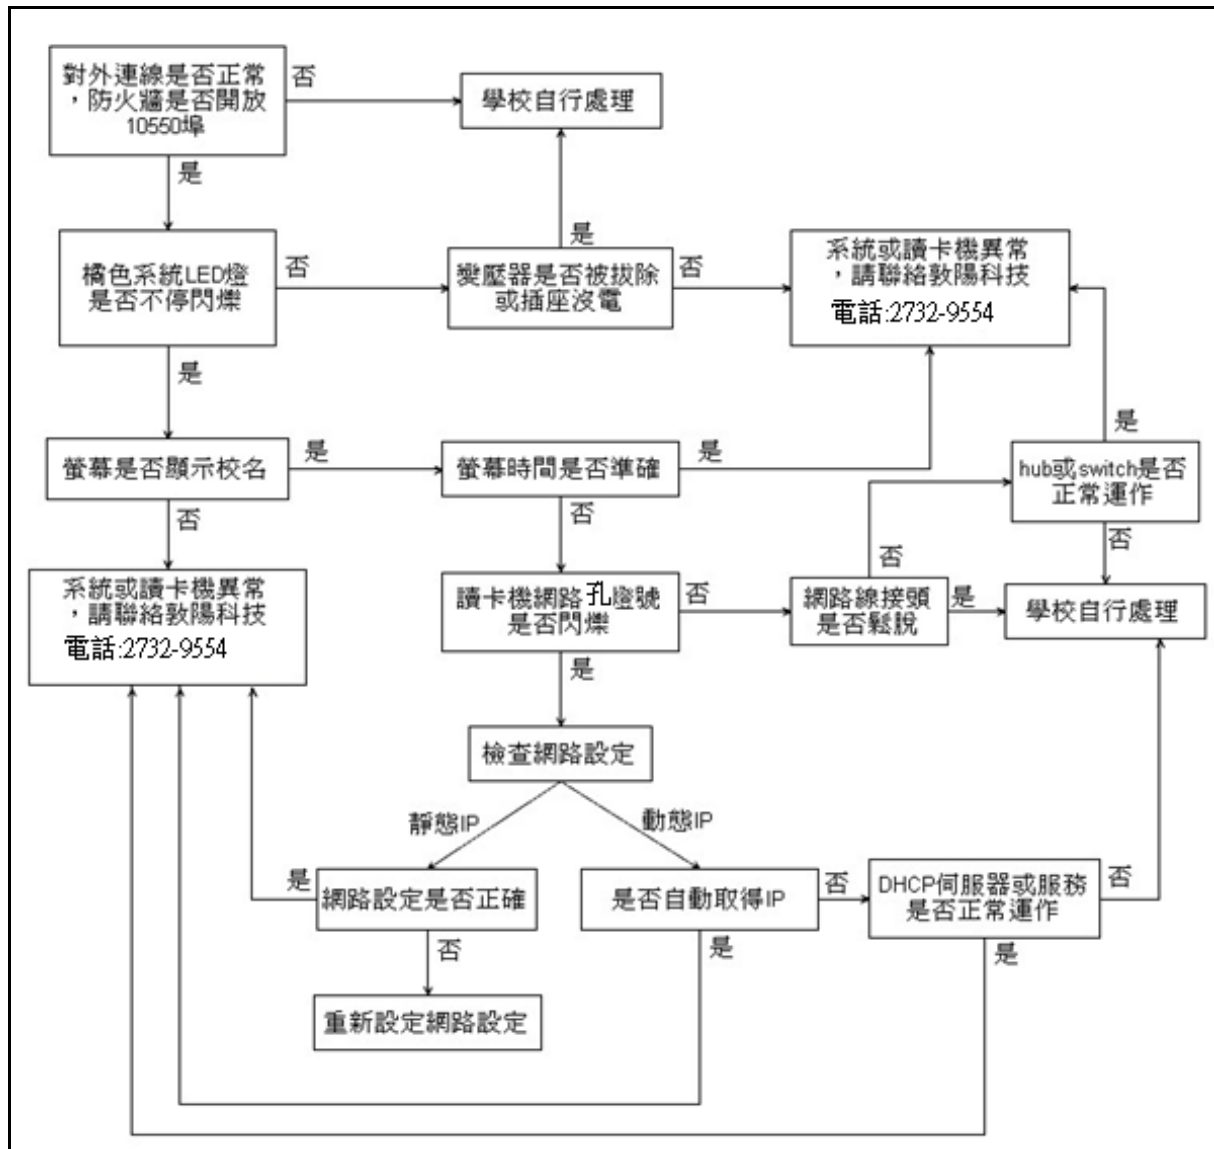 對外連線是否正常
，防火牆是否開放
10550埠
否
學校自行處理
是
橘色系統LED燈
是否不停閃爍
否
變壓器是否被拔除
或插座沒電
是
否
系統或讀卡機異常
，請聯絡敦陽科技
電話:2732-9554
是
螢幕是否顯示校名
是
螢幕時間是否準確
是
hub或switch是否
正常運作
是
否
否
系統或讀卡機異常
，請聯絡敦陽科技
電話:2732-9554
否
讀卡機網路孔燈號
是否閃爍
否
網路線接頭
是否鬆脫
否
是
學校自行處理
是
檢查網路設定
靜態IP
動態IP
是
網路設定是否正確
是否自動取得IP
否
DHCP伺服器或服務
是否正常運作
否
否
是
是
重新設定網路設定